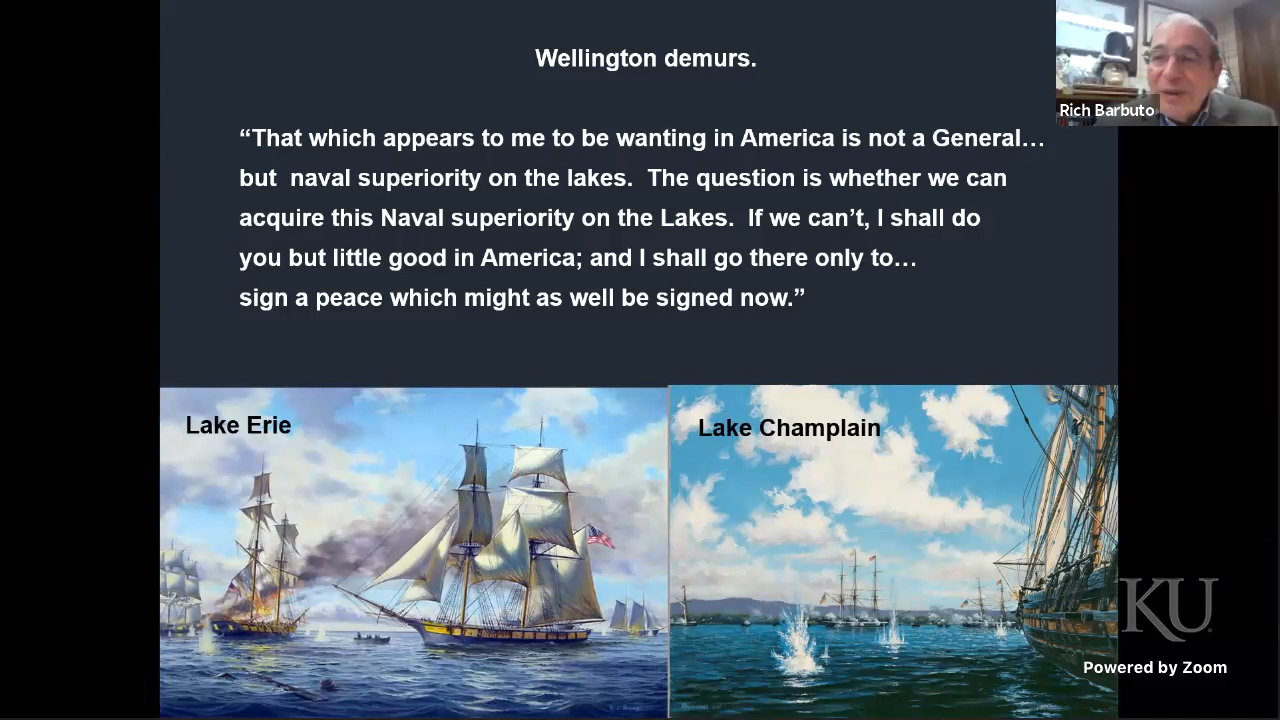 Wellington demurs.
“That which appears to me to be wanting in America is not a General…
but  naval superiority on the lakes.  The question is whether we can
acquire this Naval superiority on the Lakes.  If we can’t, I shall do
you but little good in America; and I shall go there only to…
sign a peace which might as well be signed now.”
Rich Barbuto
Lake Erie
Lake Champlain
KU
Powered by Zoom